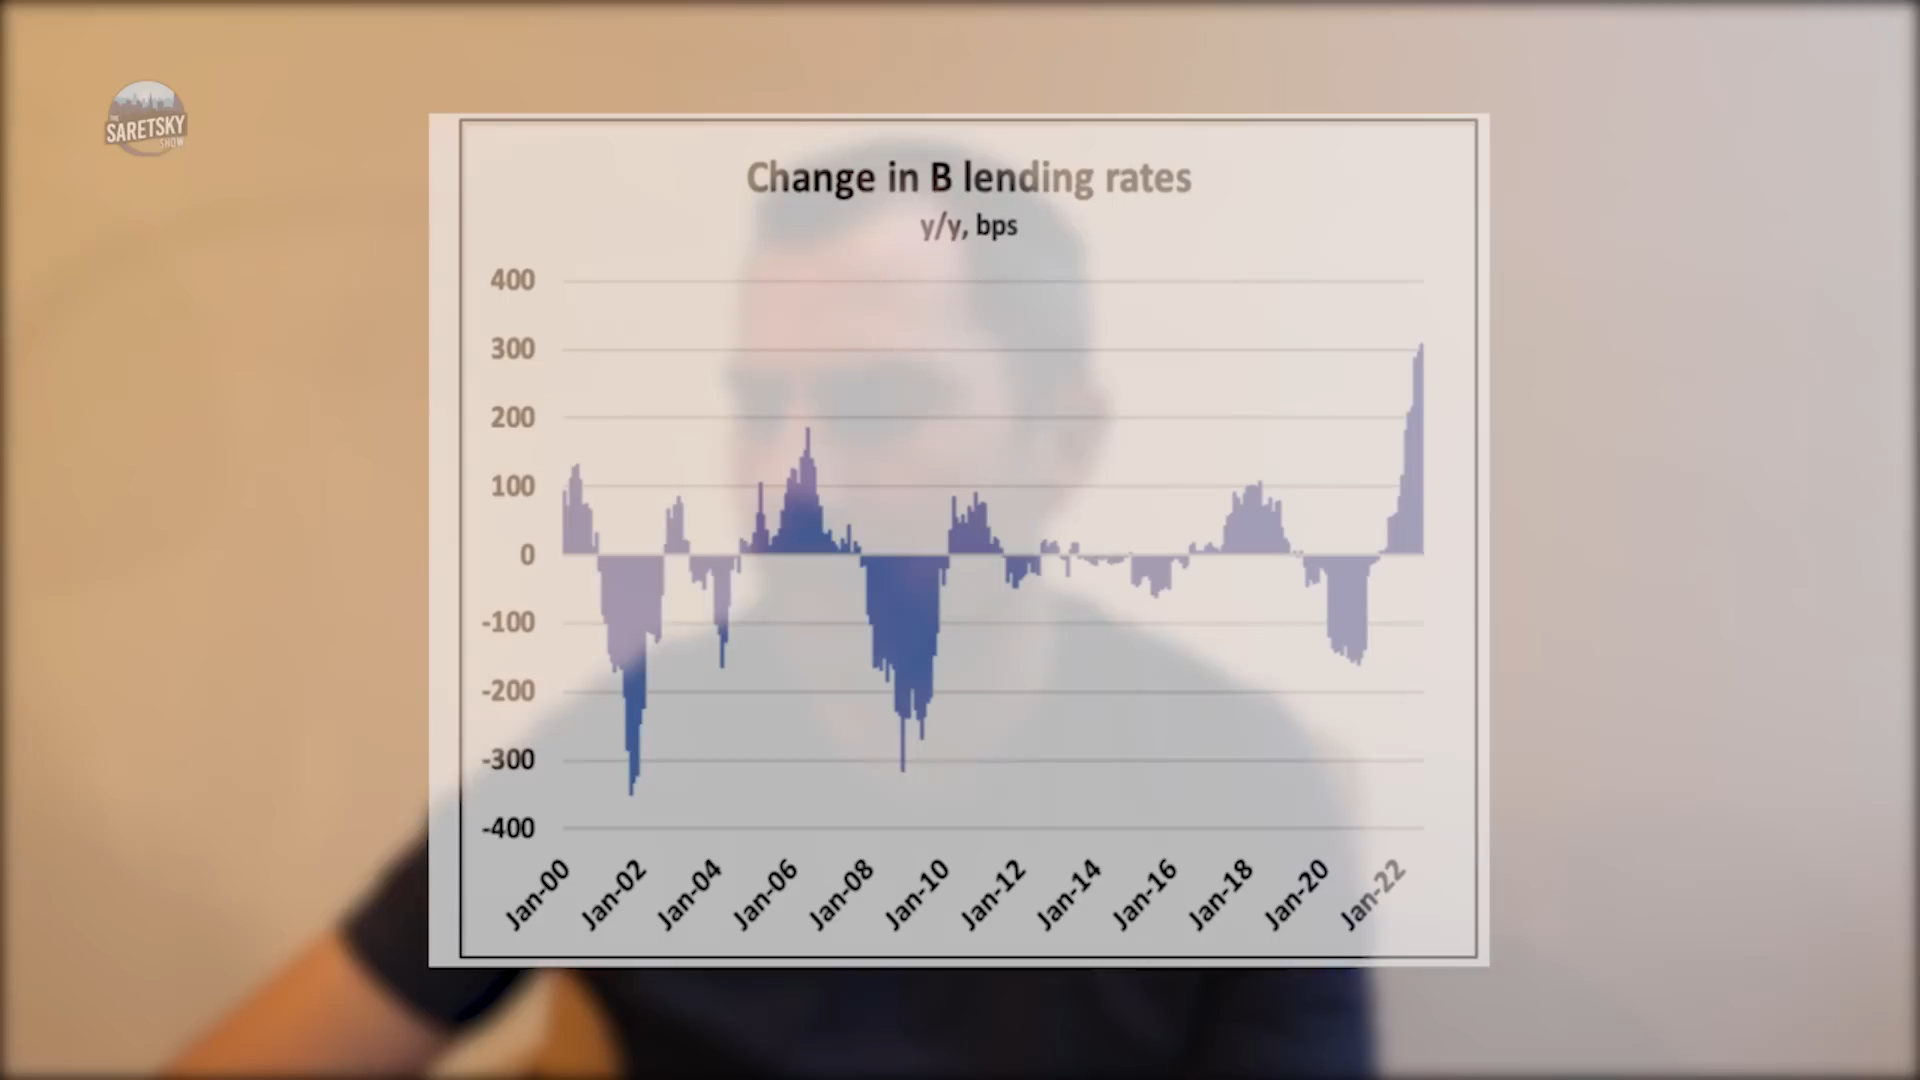 THE
SARETSKY
SHOW
Change in B lending rates
y/y, bps
400
300
200
100
0
-100
-200
-300
-400
Jan-00
Jan-02
Jan-04
Jan-06
Jan-08
Jan-10
Jan-12
Jan-14
Jan-16
Jan-18
Jan-20
Jan-22